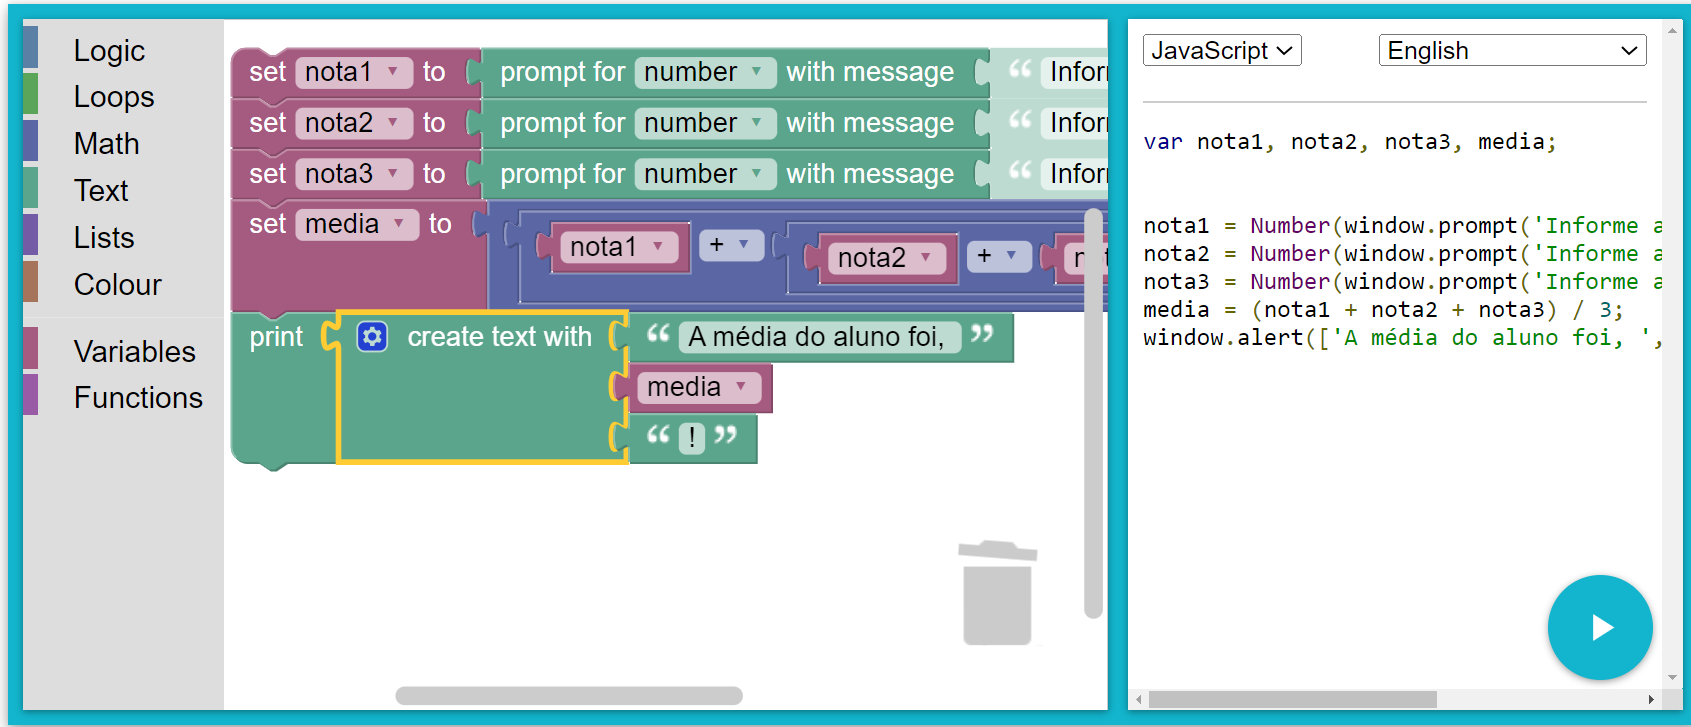 Logic
Loops
Math
Text
Lists
Colour
Variables
Functions
set nota1 to prompt for number with message “ Inform
set nota2 to prompt for number with message “ Inform
set nota3 to prompt for number with message “ Inform
set media to nota1 + nota2 + not
print create text with “ A média do aluno foi, ”
media
“ ! ”
JavaScript English
var nota1, nota2, nota3, media;
nota1 = Number(window.prompt('Informe a
nota2 = Number(window.prompt('Informe a
nota3 = Number(window.prompt('Informe a
media = (nota1 + nota2 + nota3) / 3;
window.alert(['A média do aluno foi, ',